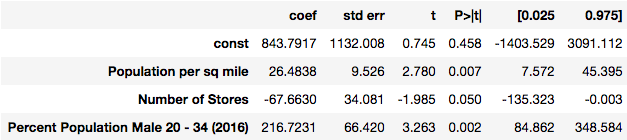 coef std err t P>|t| [0.025 0.975]
const 843.7917 1132.008 0.745 0.458 -1403.529 3091.112
Population per sq mile 26.4838 9.526 2.780 0.007 7.572 45.395
Number of Stores -67.6630 34.081 -1.985 0.050 -135.323 -0.003
Percent Population Male 20 - 34 (2016) 216.7231 66.420 3.263 0.002 84.862 348.584